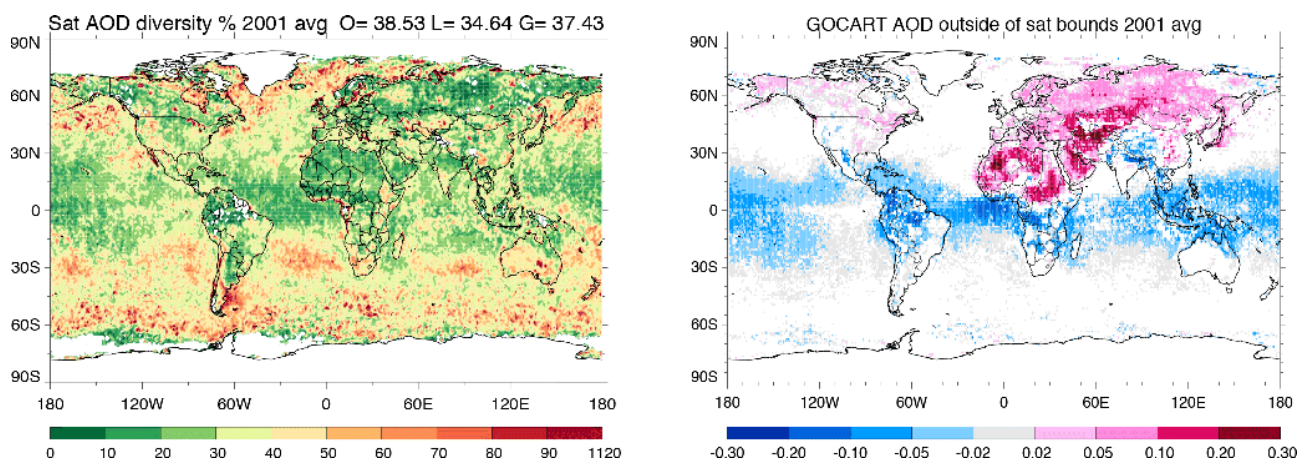 Sat AOD diversity % 2001 avg O= 38.53 L= 34.64 G= 37.43
90N
60N
30N
0
30S
60S
90S
180 120W 60W 0 60E 120E 180
0 10 20 30 40 50 60 70 80 90 1120
GOCART AOD outside of sat bounds 2001 avg
90N
60N
30N
0
30S
60S
90S
180 120W 60W 0 60E 120E 180
-0.30 -0.20 -0.10 -0.05 -0.02 0.02 0.05 0.10 0.20 0.30